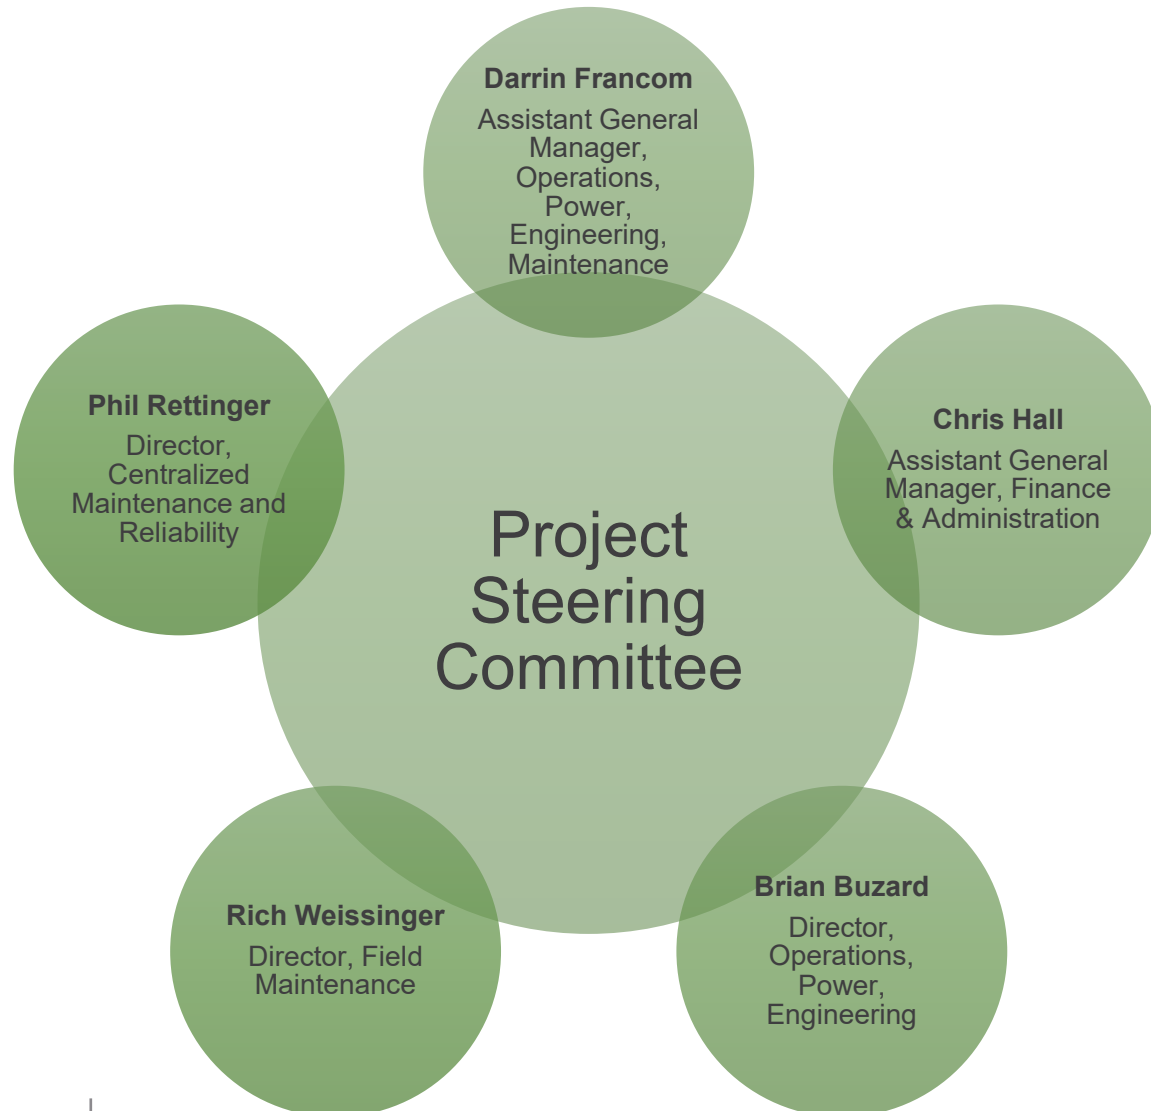 Darrin Francom
Assistant General
Manager,
Operations,
Power,
Engineering,
Maintenance
Chris Hall
Assistant General
Manager, Finance
& Administration
Brian Buzard
Director,
Operations,
Power,
Engineering
Rich Weissinger
Director, Field
Maintenance
Phil Rettinger
Director,
Centralized
Maintenance and
Reliability
Project
Steering
Committee